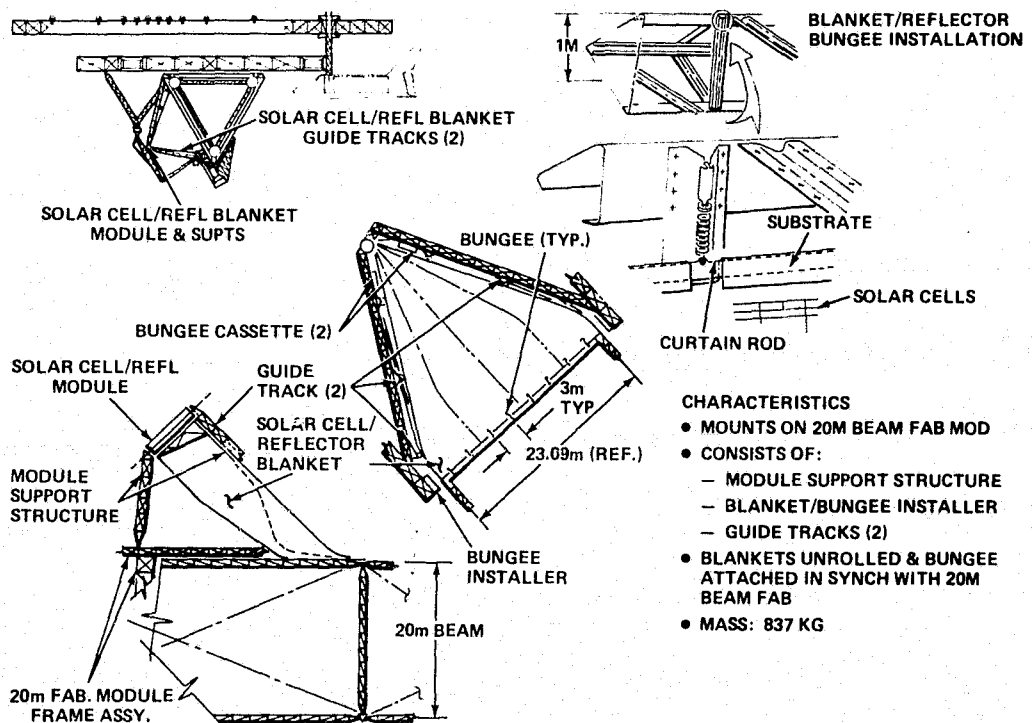 BLANKET/REFLECTOR
BUNGEE INSTALLATION
1M
SOLAR CELL/REFL BLANKET
GUIDE TRACKS (2)
SOLAR CELL/REFL BLANKET
MODULE & SUPTS
SUBSTRATE
SOLAR CELLS
CURTAIN ROD
BUNGEE (TYP.)
BUNGEE CASSETTE (2)
SOLAR CELL/REFL
MODULE
GUIDE
TRACK (2)
SOLAR CELL/
REFLECTOR
BLANKET
3m
TYP
23.09m (REF.)
MODULE
SUPPORT
STRUCTURE
BUNGEE
INSTALLER
20m BEAM
20m FAB. MODULE
FRAME ASSY.
CHARACTERISTICS
• MOUNTS ON 20M BEAM FAB MOD
• CONSISTS OF:
– MODULE SUPPORT STRUCTURE
– BLANKET/BUNGEE INSTALLER
– GUIDE TRACKS (2)
• BLANKETS UNROLLED & BUNGEE
ATTACHED IN SYNCH WITH 20M
BEAM FAB
• MASS: 837 KG